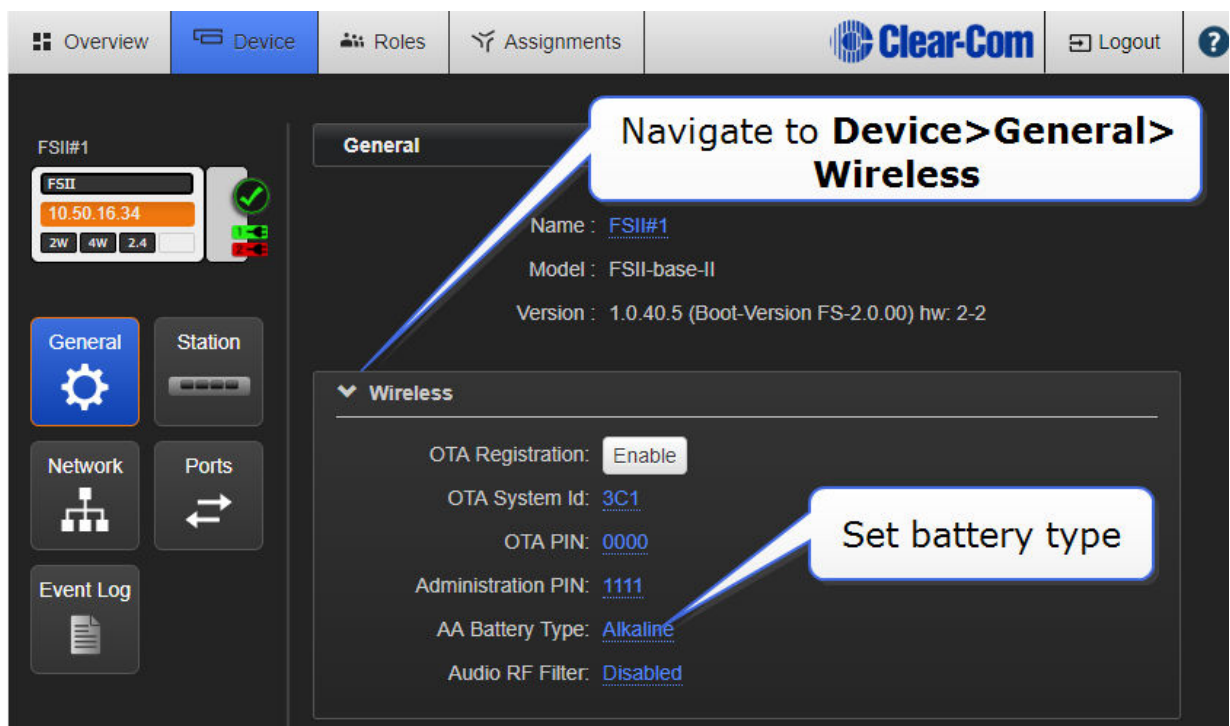 Overview
Device
Roles
Assignments
Clear-Com
Logout
?
Navigate to Device>General>
Wireless
FSII#1
FSII
10.50.16.34
2W 4W 2.4
1
2
General
Name : FSII#1
Model : FSII-base-II
Version : 1.0.40.5 (Boot-Version FS-2.0.00) hw: 2-2
General
Station
Network
Ports
Event Log
Wireless
OTA Registration: Enable
OTA System Id: 3C1
OTA PIN: 0000
Administration PIN: 1111
AA Battery Type: Alkaline
Audio RF Filter: Disabled
Set battery type